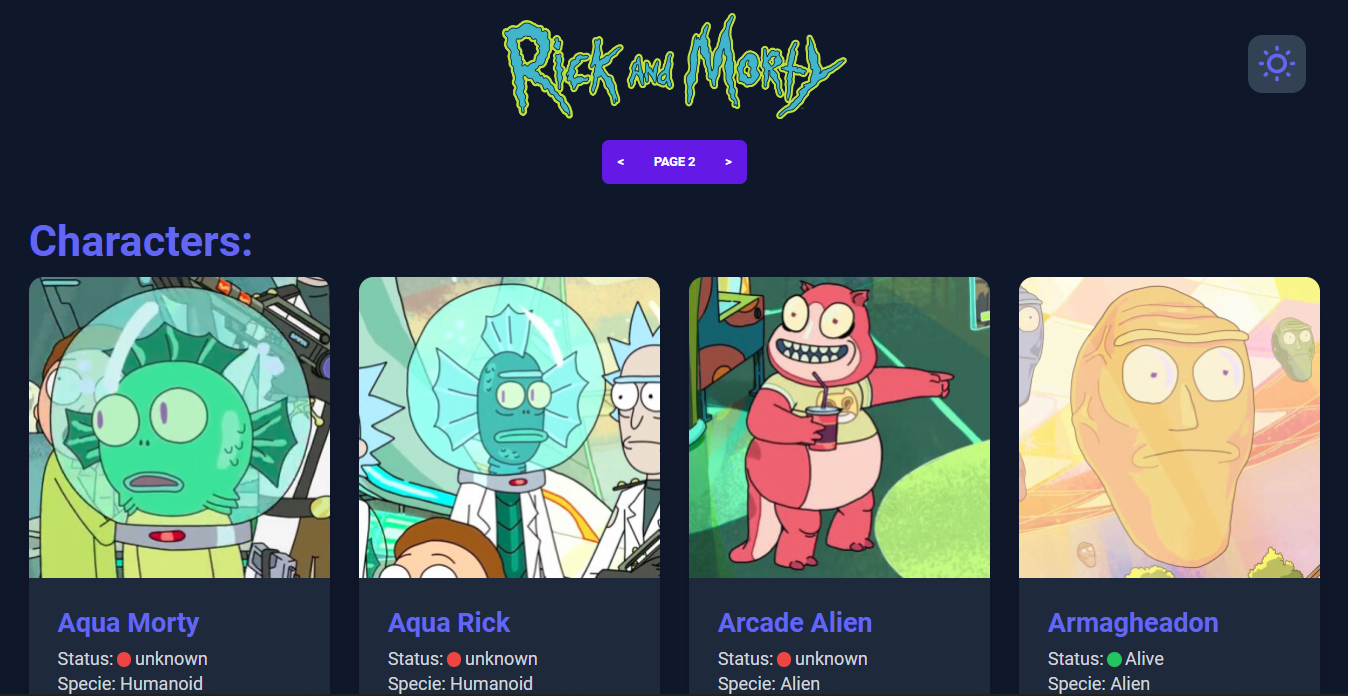 Rick and Morty
< PAGE 2 >
Characters:
Aqua Morty
Status: unknown
Specie: Humanoid
Aqua Rick
Status: unknown
Specie: Humanoid
Arcade Alien
Status: unknown
Specie: Alien
Armagheadon
Status: Alive
Specie: Alien